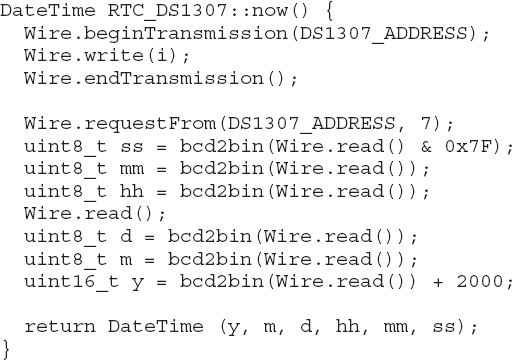 DateTime RTC_DS1307::now() {
  Wire.beginTransmission(DS1307_ADDRESS);
  Wire.write(i);
  Wire.endTransmission();

  Wire.requestFrom(DS1307_ADDRESS, 7);
  uint8_t ss = bcd2bin(Wire.read() & 0x7F);
  uint8_t mm = bcd2bin(Wire.read());
  uint8_t hh = bcd2bin(Wire.read());
  Wire.read();
  uint8_t d = bcd2bin(Wire.read());
  uint8_t m = bcd2bin(Wire.read());
  uint16_t y = bcd2bin(Wire.read()) + 2000;

  return DateTime (y, m, d, hh, mm, ss);
}